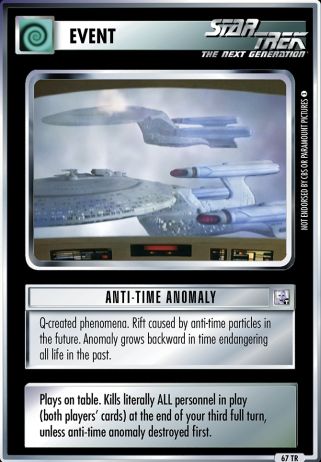 EVENT
STAR TREK
THE NEXT GENERATION
NOT ENDORSED BY CBS OR PARAMOUNT PICTURES
ANTI-TIME ANOMALY
Q-created phenomena. Rift caused by anti-time particles in
the future. Anomaly grows backward in time endangering
all life in the past.
Plays on table. Kills literally ALL personnel in play
(both players’ cards) at the end of your third full turn,
unless anti-time anomaly destroyed first.
67 TR